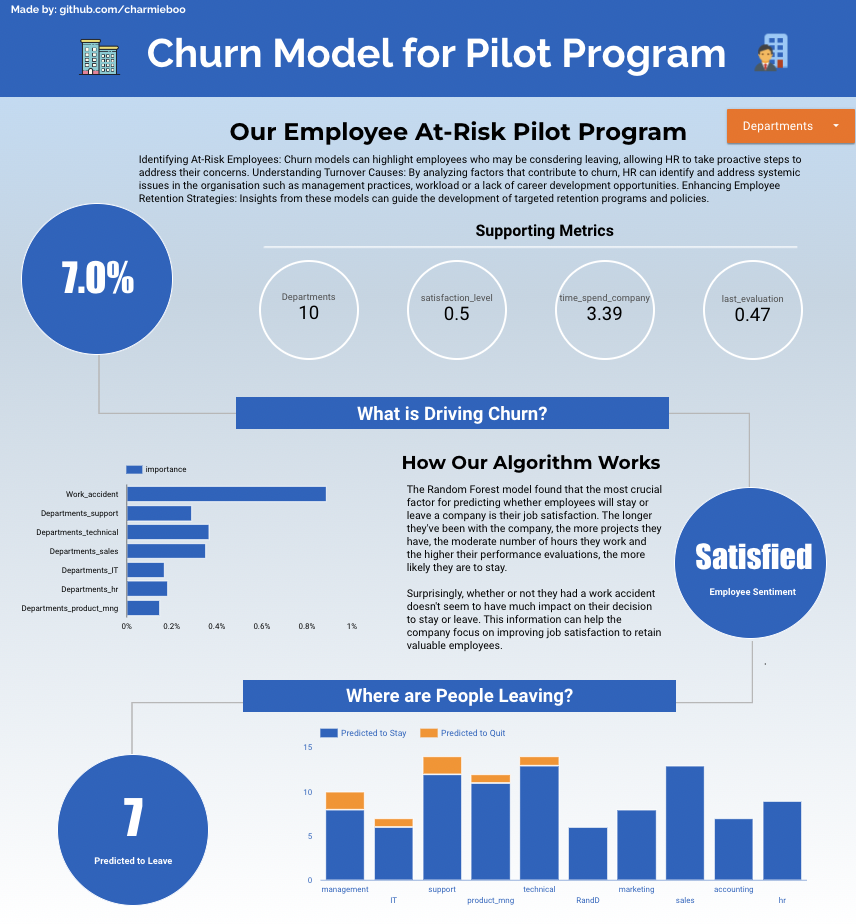 Made by: github.com/charmieboo
Churn Model for Pilot Program
Our Employee At-Risk Pilot Program
Departments
Identifying At-Risk Employees: Churn models can highlight employees who may be consdering leaving, allowing HR to take proactive steps to
address their concerns. Understanding Turnover Causes: By analyzing factors that contribute to churn, HR can identify and address systemic
issues in the organisation such as management practices, workload or a lack of career development opportunities. Enhancing Employee
Retention Strategies: Insights from these models can guide the development of targeted retention programs and policies.
7.0%
Supporting Metrics
Departments
10
satisfaction_level
0.5
time_spend_company
3.39
last_evaluation
0.47
What is Driving Churn?
importance
Work_accident
Departments_support
Departments_technical
Departments_sales
Departments_IT
Departments_hr
Departments_product_mng
0% 0.2% 0.4% 0.6% 0.8% 1%
How Our Algorithm Works
The Random Forest model found that the most crucial
factor for predicting whether employees will stay or
leave a company is their job satisfaction. The longer
they've been with the company, the more projects they
have, the moderate number of hours they work and
the higher their performance evaluations, the more
likely they are to stay.
Surprisingly, whether or not they had a work accident
doesn't seem to have much impact on their decision
to stay or leave. This information can help the
company focus on improving job satisfaction to retain
valuable employees.
Satisfied
Employee Sentiment
Where are People Leaving?
7
Predicted to Leave
Predicted to Stay Predicted to Quit
15
10
5
0
management
IT
support
product_mng
technical
RandD
marketing
sales
accounting
hr